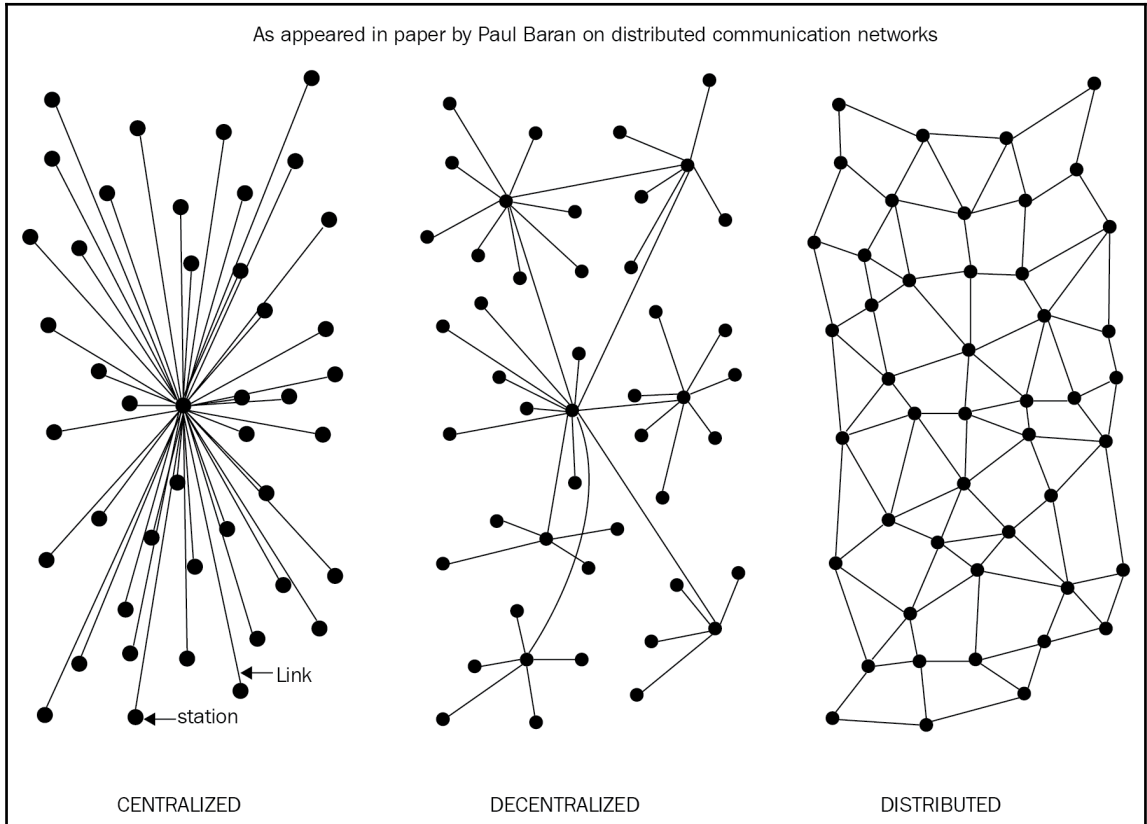 As appeared in paper by Paul Baran on distributed communication networks
Link
station
CENTRALIZED
DECENTRALIZED
DISTRIBUTED